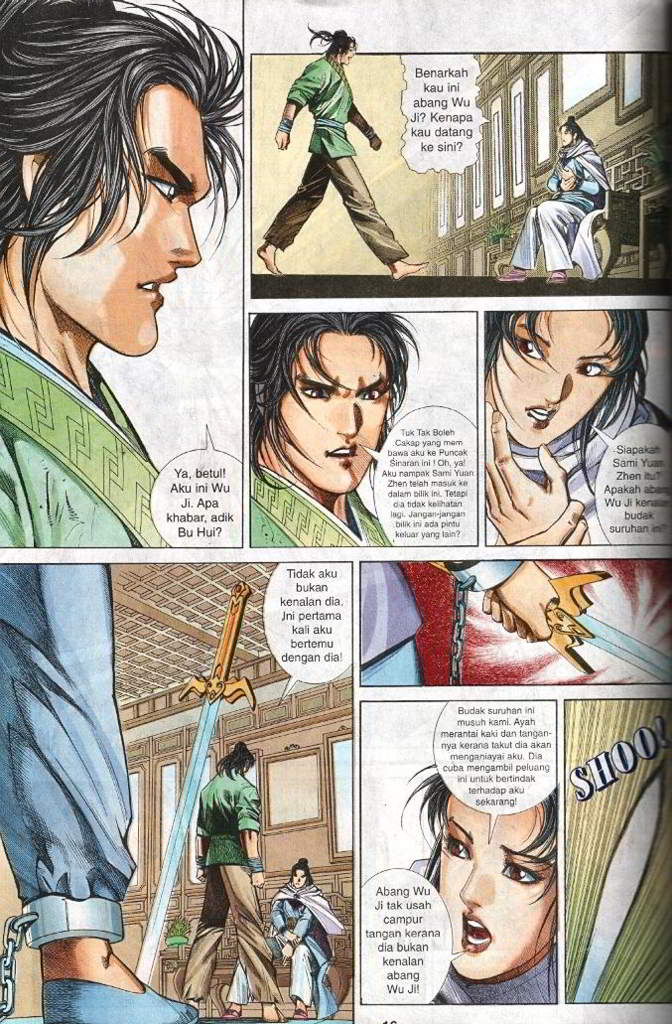 Benarkah
kau ini
abang Wu
Ji? Kenapa
kau datang
ke sini?
Ya, betul!
Aku ini Wu
Ji. Apa
khabar, adik
Bu Hui?
Tuk Tak Boleh
Cakap yang mem
bawa aku ke Puncak
Sinaran ini ! Oh, ya!
Aku nampak Sami Yuan
Zhen telah masuk ke
dalam bilik ini. Tetapi
dia tidak kelihatan
lagi. Jangan-jangan
bilik ini ada pintu
keluar yang lain?
Siapakah
Sami Yuan
Zhen itu?
Apakah
Wu Ji
budak
suruhan
Tidak aku
bukan
kenalan dia.
Ini pertama
kali aku
bertemu
dengan dia!
Budak suruhan ini
musuh kami. Ayah
merantai kaki dan tangan-
nya kerana takut dia akan
menganiayai aku. Dia
cuba mengambil peluang
ini untuk bertindak
terhadap aku
sekarang!
Abang Wu
Ji tak usah
campur
tangan kerana
dia bukan
kenalan
abang
Wu Ji!
SHOO